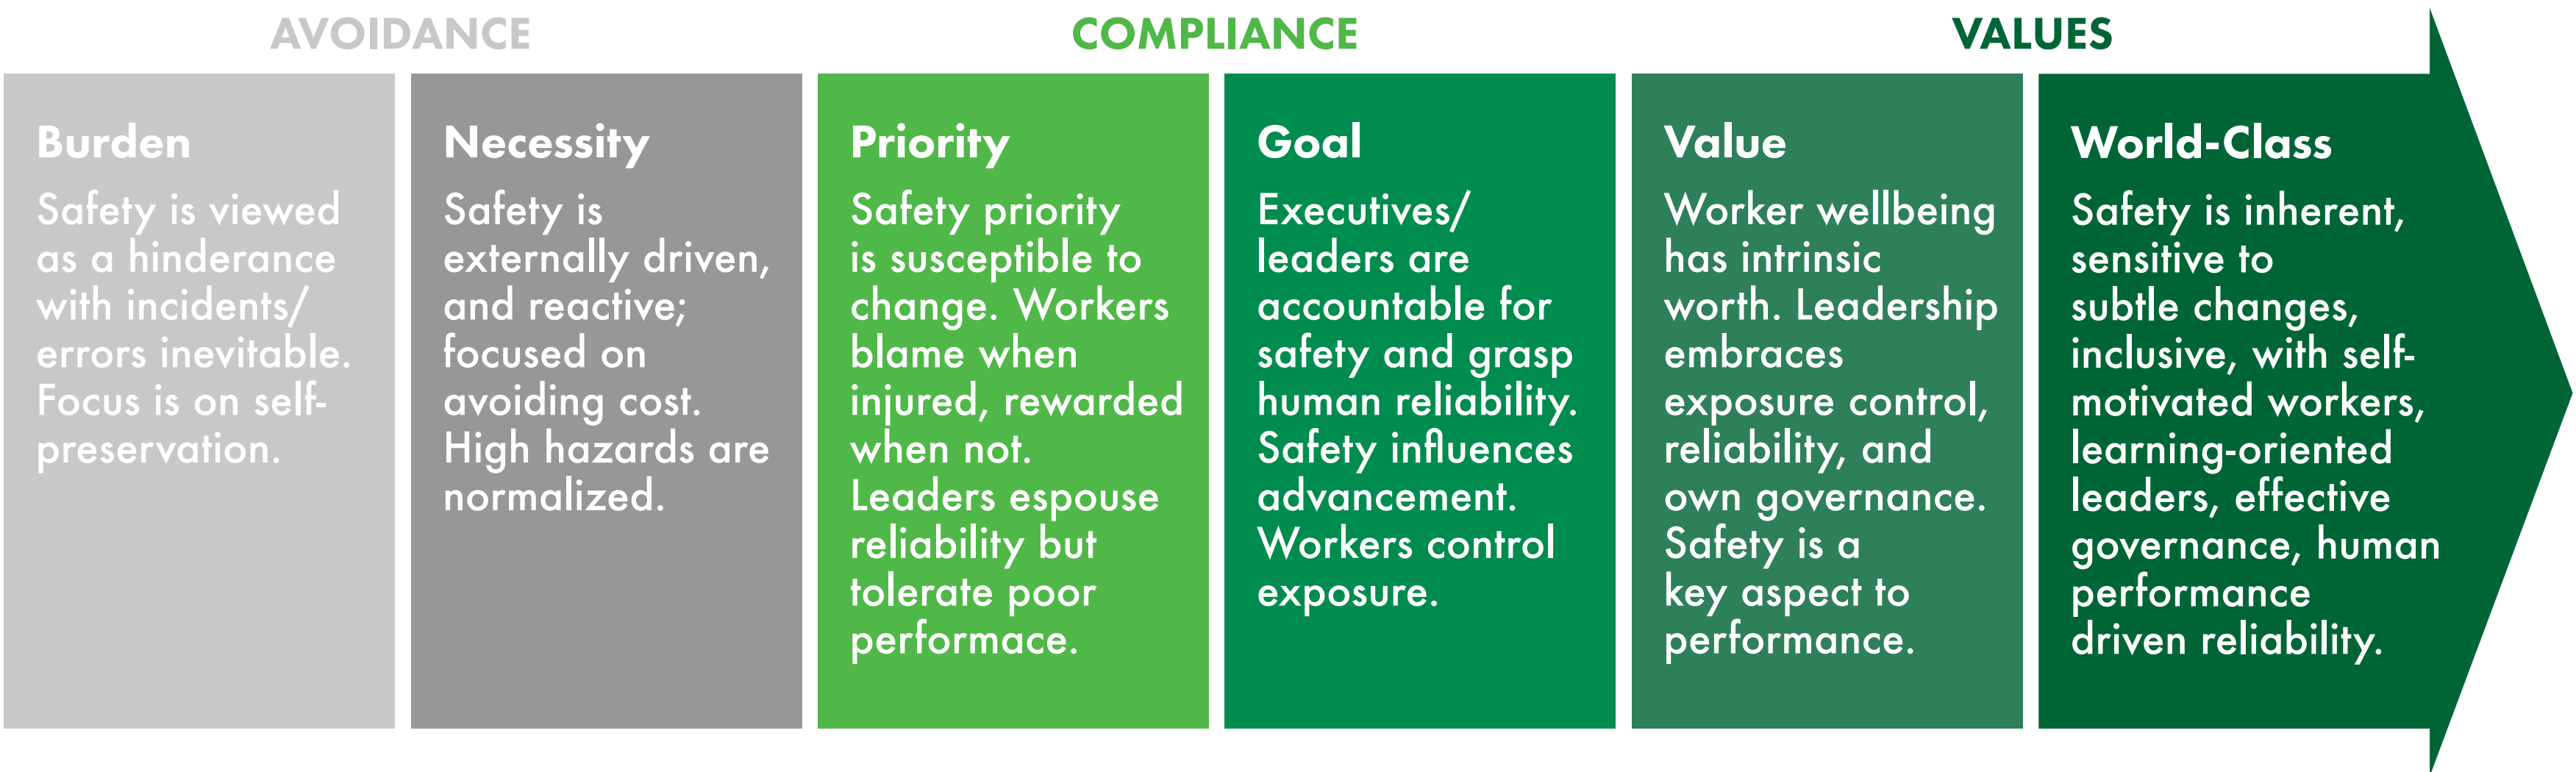 AVOIDANCE
COMPLIANCE
VALUES
Burden
Safety is viewed
as a hinderance
with incidents/
errors inevitable.
Focus is on self-
preservation.
Necessity
Safety is
externally driven,
and reactive;
focused on
avoiding cost.
High hazards are
normalized.
Priority
Safety priority
is susceptible to
change. Workers
blame when
injured, rewarded
when not.
Leaders espouse
reliability but
tolerate poor
performace.
Goal
Executives/
leaders are
accountable for
safety and grasp
human reliability.
Safety influences
advancement.
Workers control
exposure.
Value
Worker wellbeing
has intrinsic
worth. Leadership
embraces
exposure control,
reliability, and
own governance.
Safety is a
key aspect to
performance.
World-Class
Safety is inherent,
sensitive to
subtle changes,
inclusive, with self-
motivated workers,
learning-oriented
leaders, effective
governance, human
performance
driven reliability.